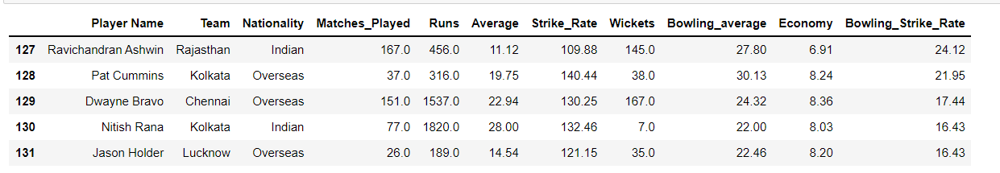 Player Name Team Nationality Matches_Played Runs Average Strike_Rate Wickets Bowling_average Economy Bowling_Strike_Rate
127 Ravichandran Ashwin Rajasthan Indian 167.0 456.0 11.12 109.88 145.0 27.80 6.91 24.12
128 Pat Cummins Kolkata Overseas 37.0 316.0 19.75 140.44 38.0 30.13 8.24 21.95
129 Dwayne Bravo Chennai Overseas 151.0 1537.0 22.94 130.25 167.0 24.32 8.36 17.44
130 Nitish Rana Kolkata Indian 77.0 1820.0 28.00 132.46 7.0 22.00 8.03 16.43
131 Jason Holder Lucknow Overseas 26.0 189.0 14.54 121.15 35.0 22.46 8.20 16.43